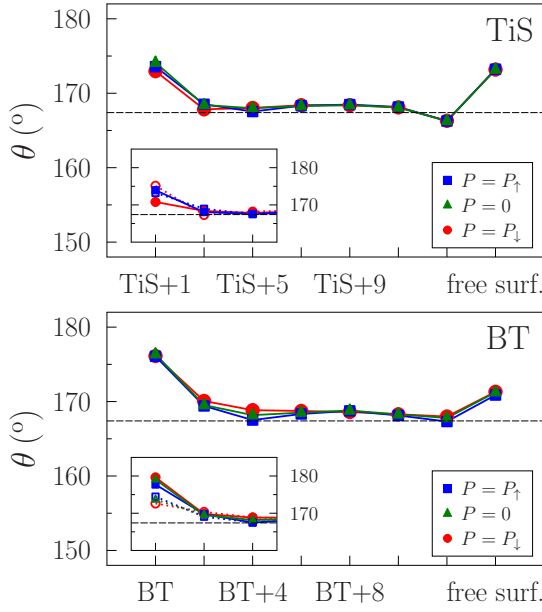 180
TiS
170
θ (º)
160
150
180
170
P = P↑
P = 0
P = P↓
TiS+1 TiS+5 TiS+9 free surf.
180
BT
170
θ (º)
160
150
180
170
P = P↑
P = 0
P = P↓
BT BT+4 BT+8 free surf.